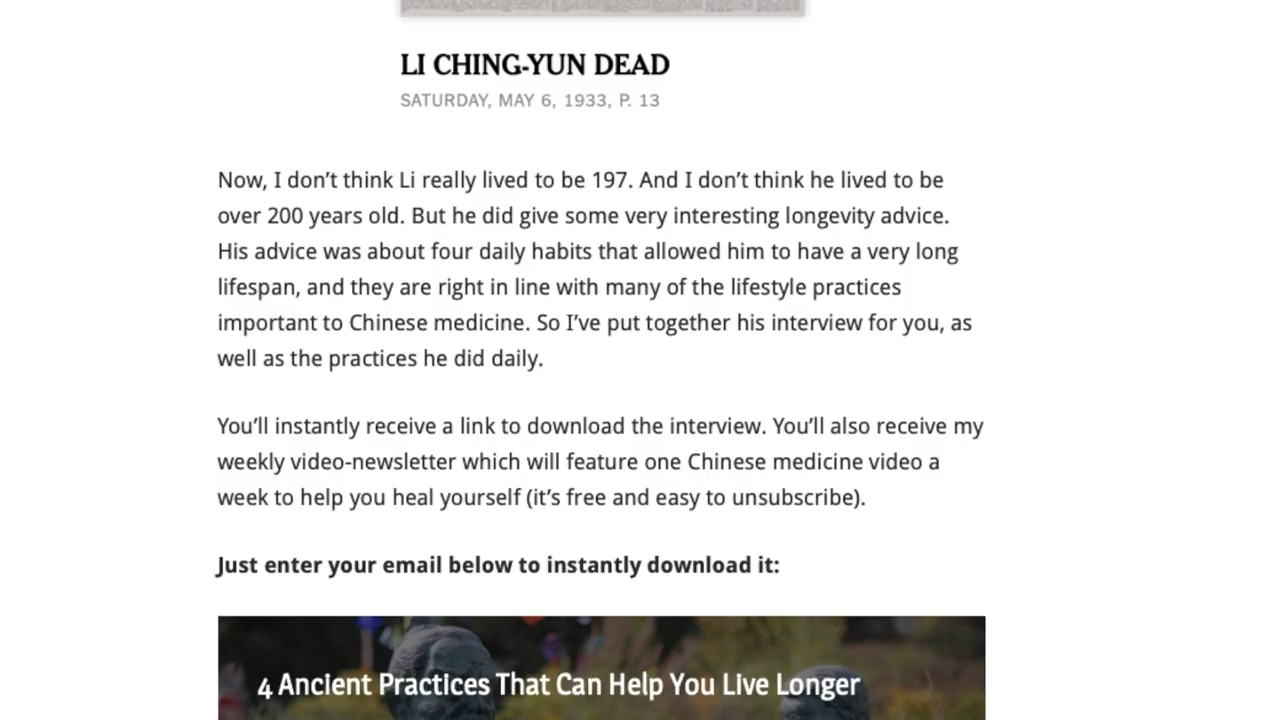 LI CHING-YUN DEAD
SATURDAY, MAY 6, 1933, P. 13
Now, I don’t think Li really lived to be 197. And I don’t think he lived to be
over 200 years old. But he did give some very interesting longevity advice.
His advice was about four daily habits that allowed him to have a very long
lifespan, and they are right in line with many of the lifestyle practices
important to Chinese medicine. So I’ve put together his interview for you, as
well as the practices he did daily.
You’ll instantly receive a link to download the interview. You’ll also receive my
weekly video-newsletter which will feature one Chinese medicine video a
week to help you heal yourself (it’s free and easy to unsubscribe).
Just enter your email below to instantly download it:
4 Ancient Practices That Can Help You Live Longer